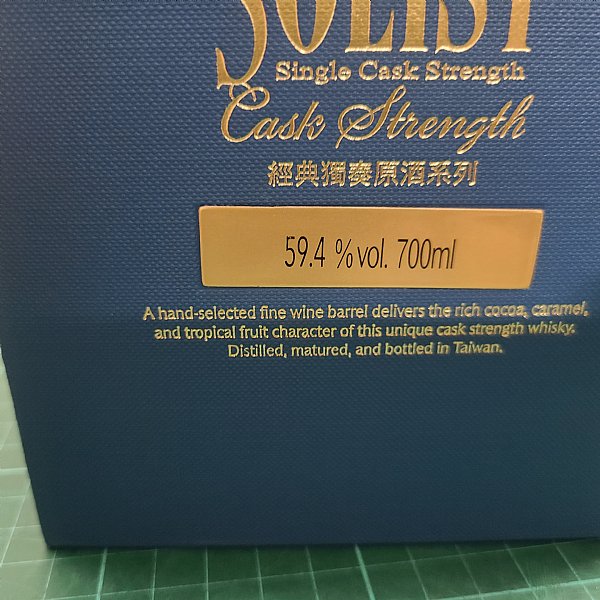 SOLIST
Single Cask Strength
Cask Strength
經典獨奏原酒系列
59.4 %vol. 700ml
A hand-selected fine wine barrel delivers the rich cocoa, caramel,
and tropical fruit character of this unique cask strength whisky.
Distilled, matured, and bottled in Taiwan.